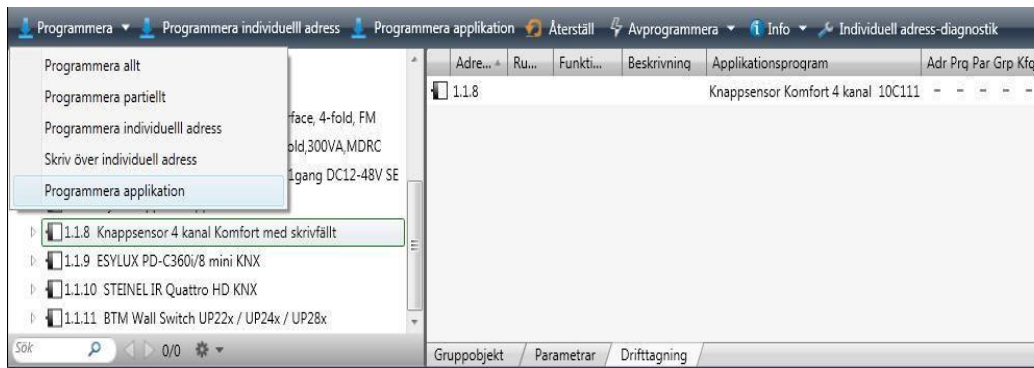 Programmera Programmera individuelll adress Programmera applikation Återställ Avprogrammera Info Individuell adress-diagnostik
Programmera allt
Programmera partiellt
Programmera individuelll adress
Skriv över individuell adress
Programmera applikation
rface, 4-fold, FM
old,300VA,MDRC
1gang DC12-48V SE
1.1.8 Knappsensor 4 kanal Komfort med skrivfällt
1.1.9 ESYLUX PD-C360i/8 mini KNX
1.1.10 STEINEL IR Quattro HD KNX
1.1.11 BTM Wall Switch UP22x / UP24x / UP28x
Sök 0/0
Adre... Ru... Funkti... Beskrivning Applikationsprogram Adr Prg Par Grp Kfg
1.1.8 Knappsensor Komfort 4 kanal 10C111 - - - - -
Gruppobjekt Parametrar Drifttagning